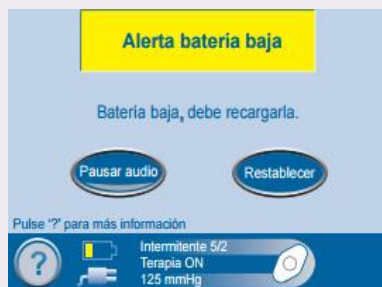 Alerta batería baja
Batería baja, debe recargarla.
Pausar audio
Restablecer
Pulse '?' para más información
?
Intermitente 5/2
Terapia ON
125 mmHg